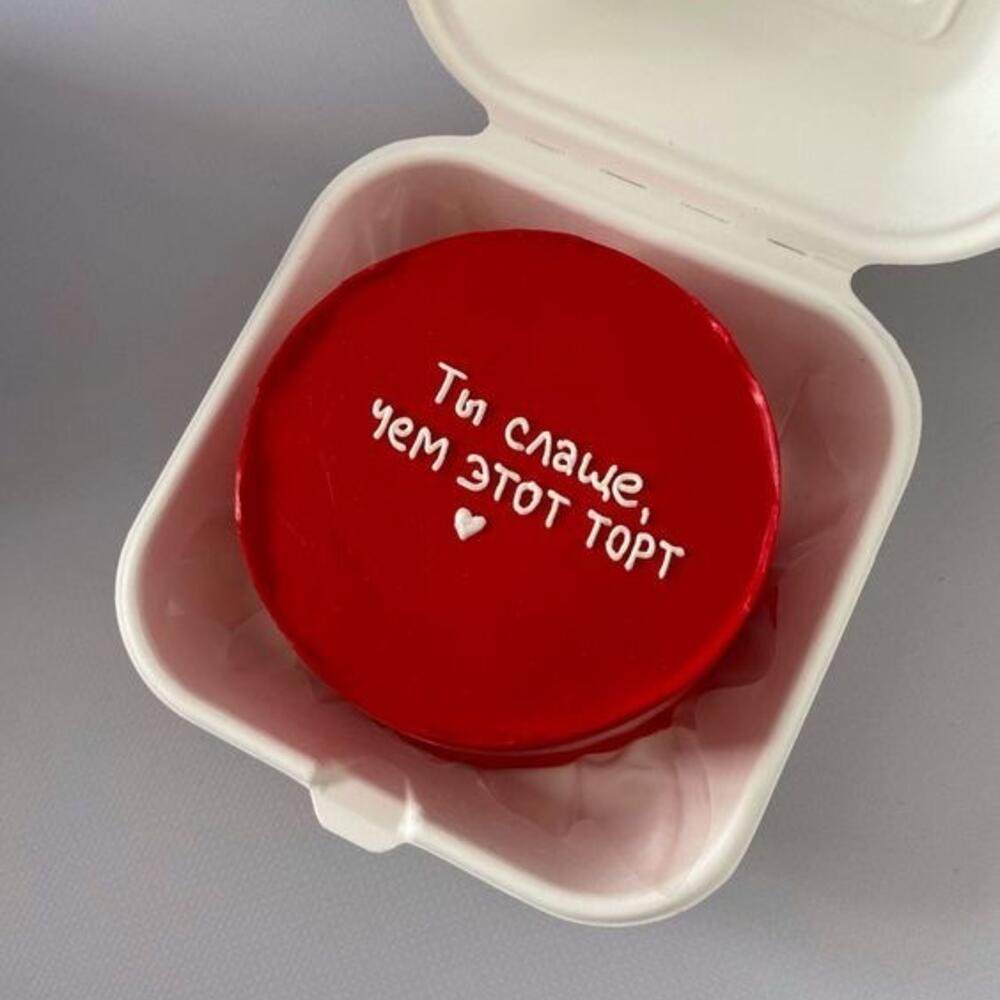 Ты слаще,
чем этот торт